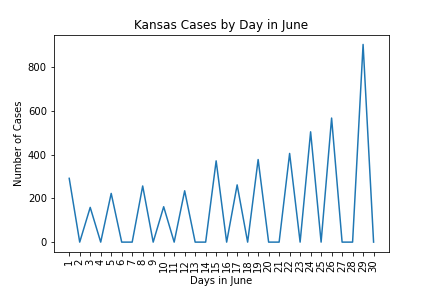 Kansas Cases by Day in June
Number of Cases
800
600
400
200
0
1 2 3 4 5 6 7 8 9 10 11 12 13 14 15 16 17 18 19 20 21 22 23 24 25 26 27 28 29 30
Days in June